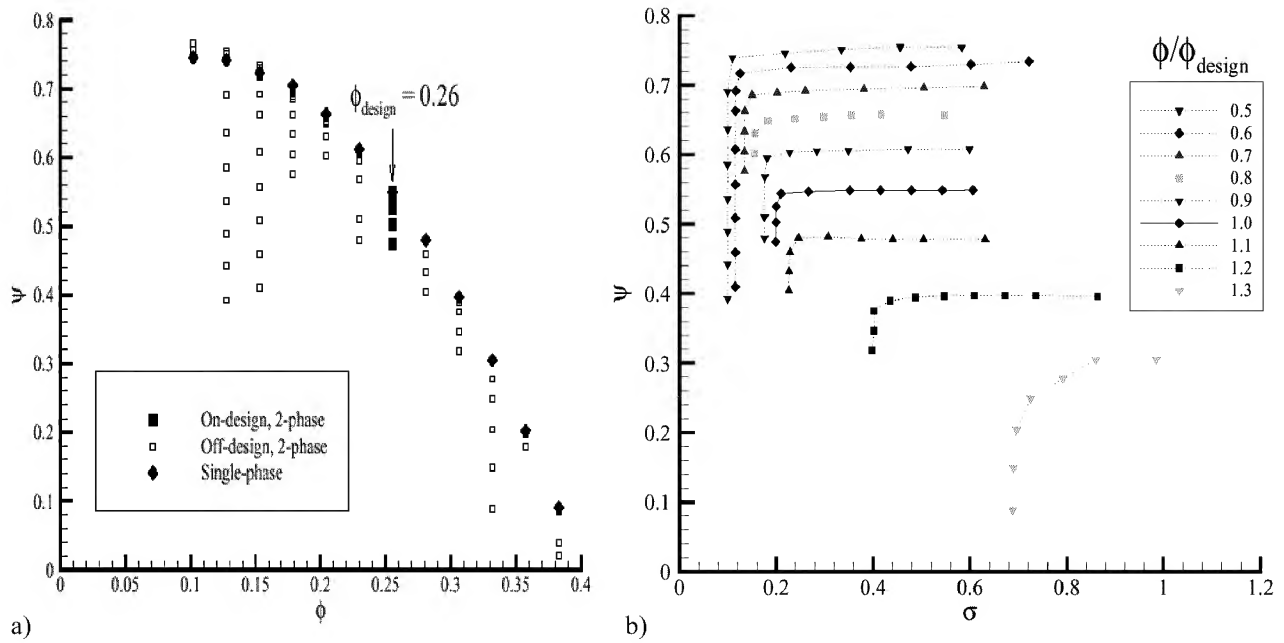 0.8
0.7
0.6
0.5
0.4
0.3
0.2
0.1
0
ψ
ϕ_design = 0.26
On-design, 2-phase
Off-design, 2-phase
Single-phase
0 0.05 0.1 0.15 0.2 0.25 0.3 0.35 0.4
ϕ
a)
0.8
0.7
0.6
0.5
0.4
0.3
0.2
0.1
0
ψ
ϕ/ϕ_design
0.5
0.6
0.7
0.8
0.9
1.0
1.1
1.2
1.3
0 0.2 0.4 0.6 0.8 1 1.2
σ
b)